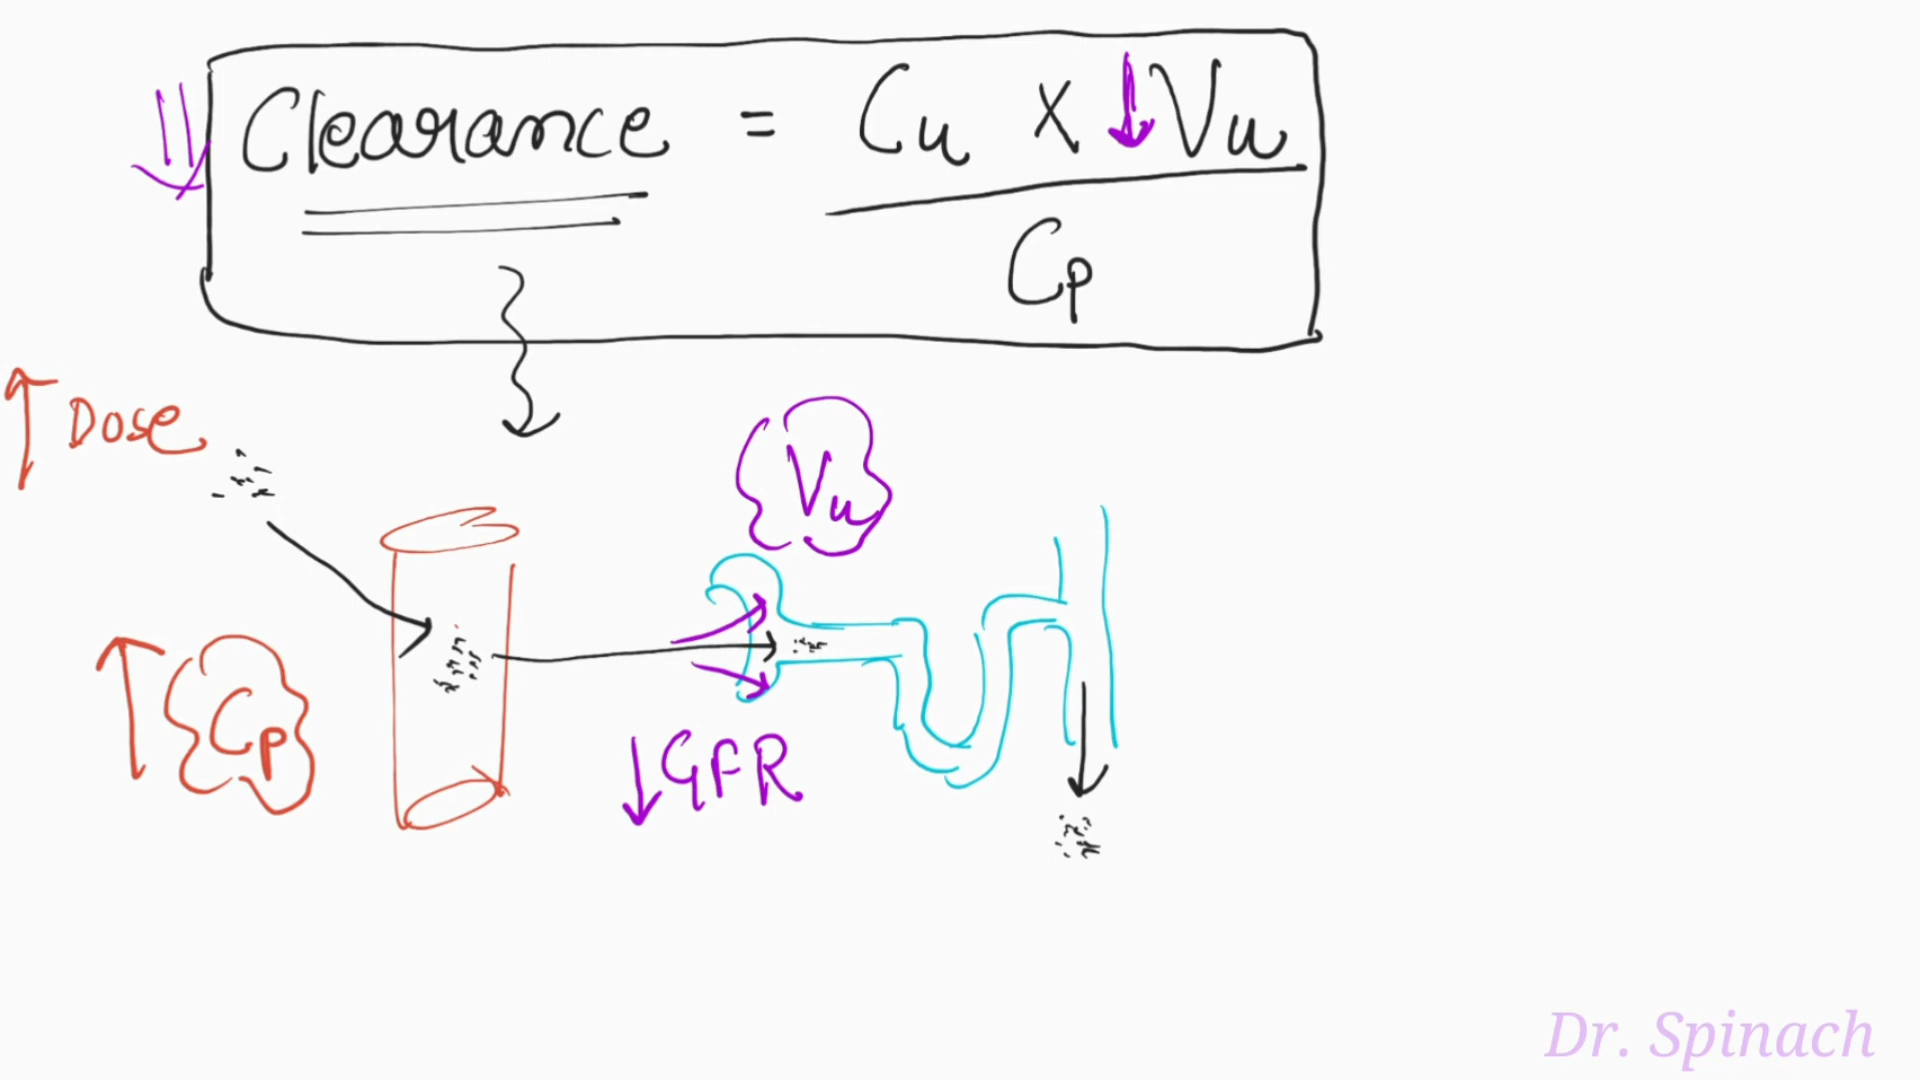 ↓ Clearance = Cu X ↓Vu
Cp
↑ Dose
Vu
↑ Cp
↓GFR
Dr. Spinach